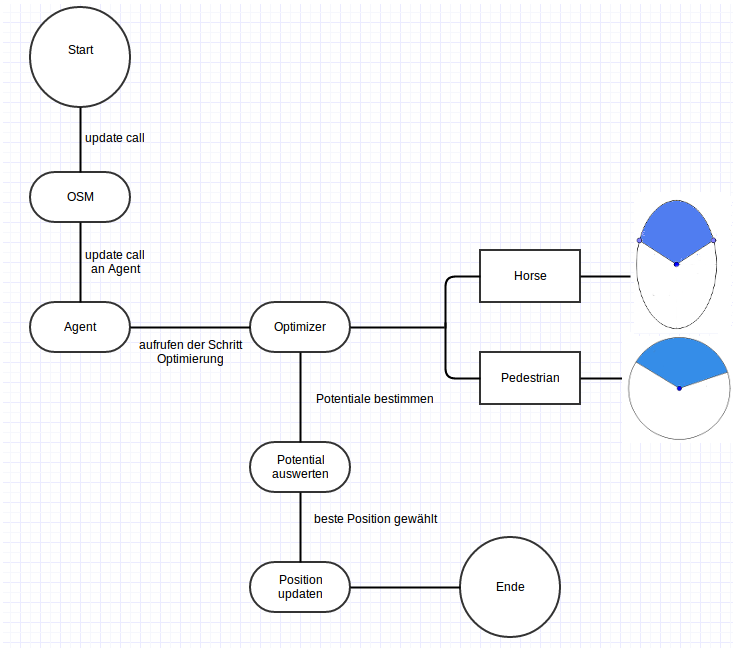 Start
update call
OSM
update call
an Agent
Agent
aufrufen der Schritt
Optimierung
Optimizer
Horse
Pedestrian
Potentiale bestimmen
Potential
auswerten
beste Position gewählt
Position
updaten
Ende